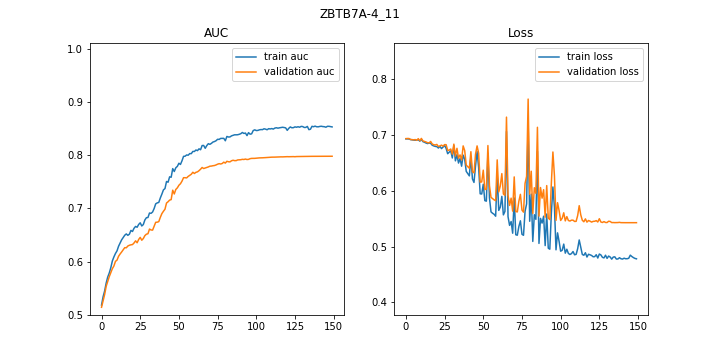 ZBTB7A-4_11
AUC
train auc
validation auc
1.0
0.9
0.8
0.7
0.6
0.5
0 25 50 75 100 125 150
Loss
train loss
validation loss
0.8
0.7
0.6
0.5
0.4
0 25 50 75 100 125 150